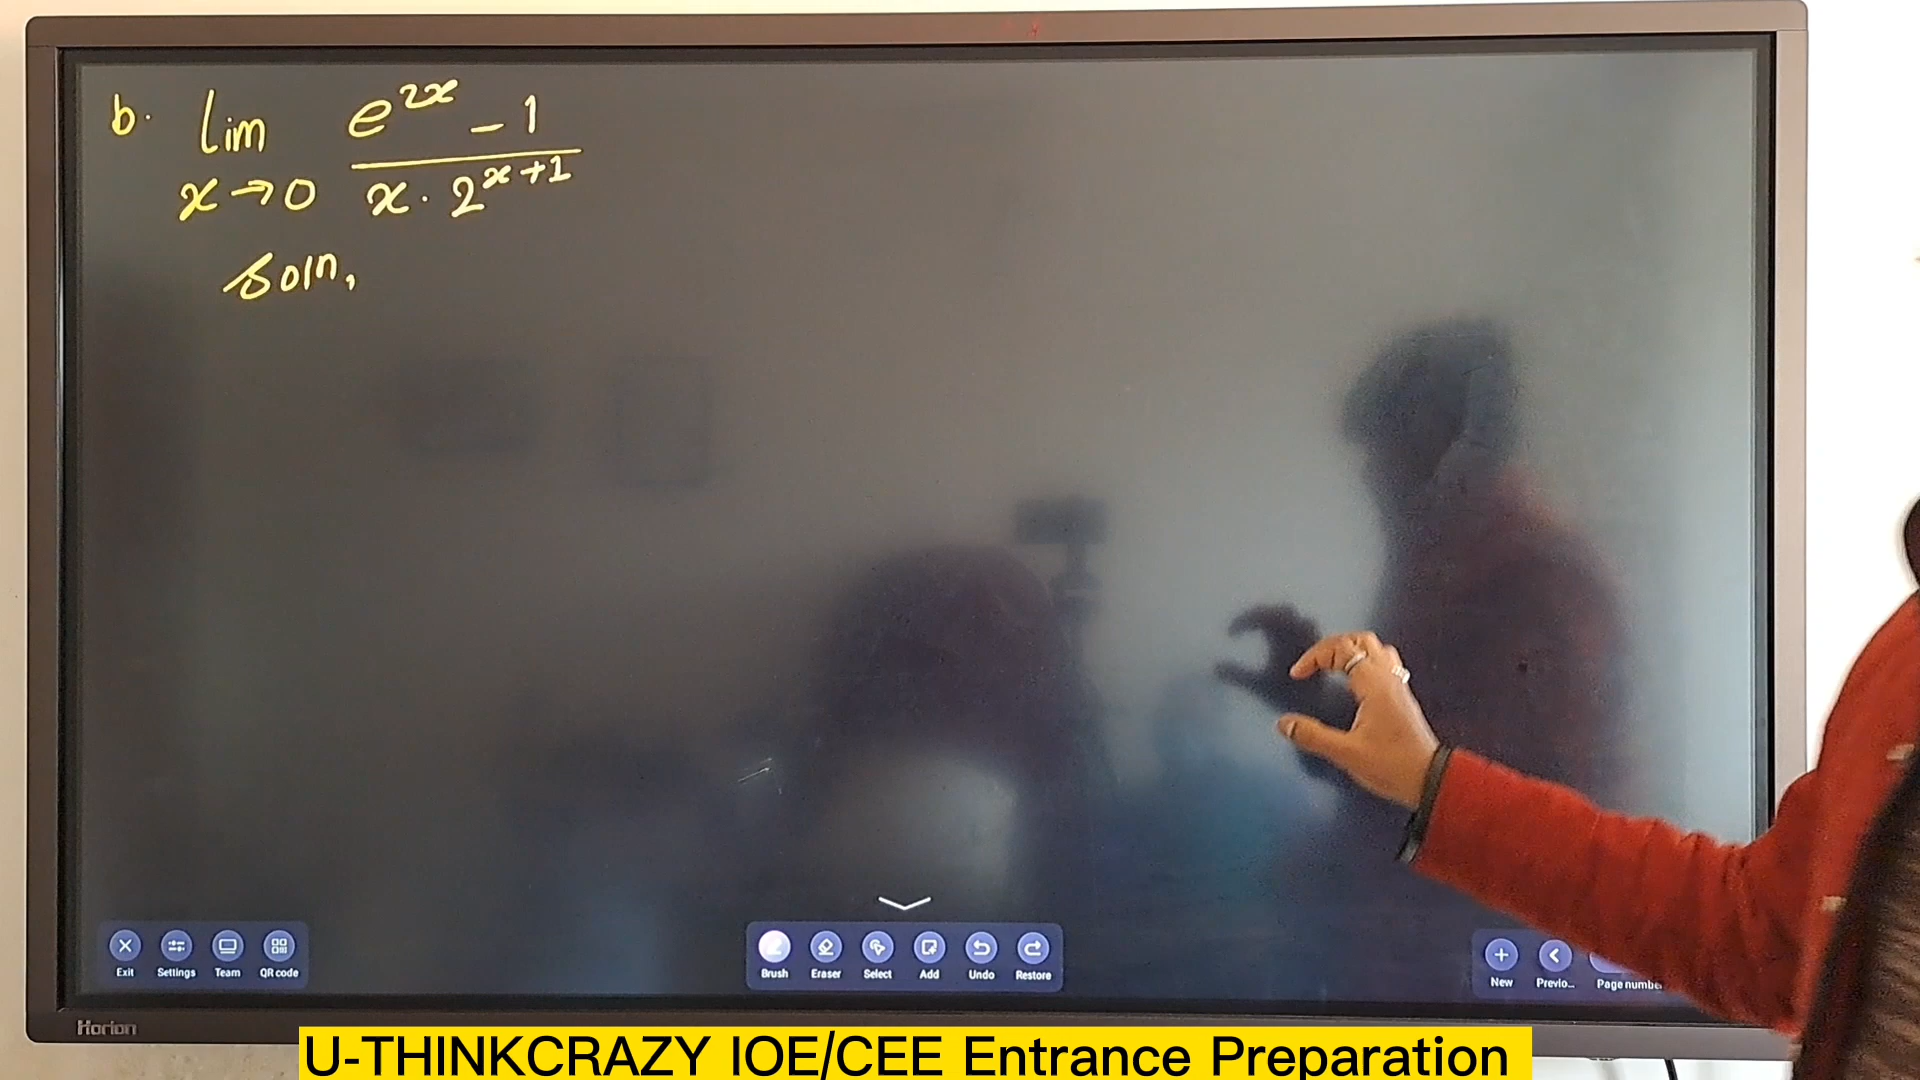 b. lim e^{2x} - 1
x→0 x. 2^{x+1}
soln,
Exit Settings Team QR code
Brush Eraser Select Add Undo Restore
New Previo... Page number
Horion
U-THINKCRAZY IOE/CEE Entrance Preparation